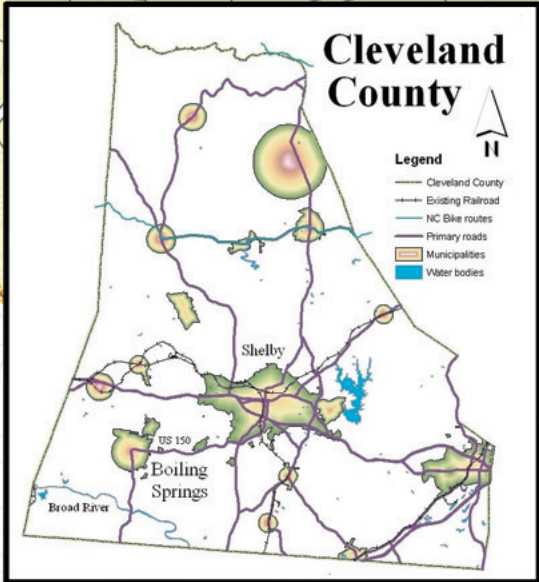 Cleveland
County
N
Legend
Cleveland County
Existing Railroad
NC Bike routes
Primary roads
Municipalities
Water bodies
Shelby
US 150
Boiling
Springs
Broad River